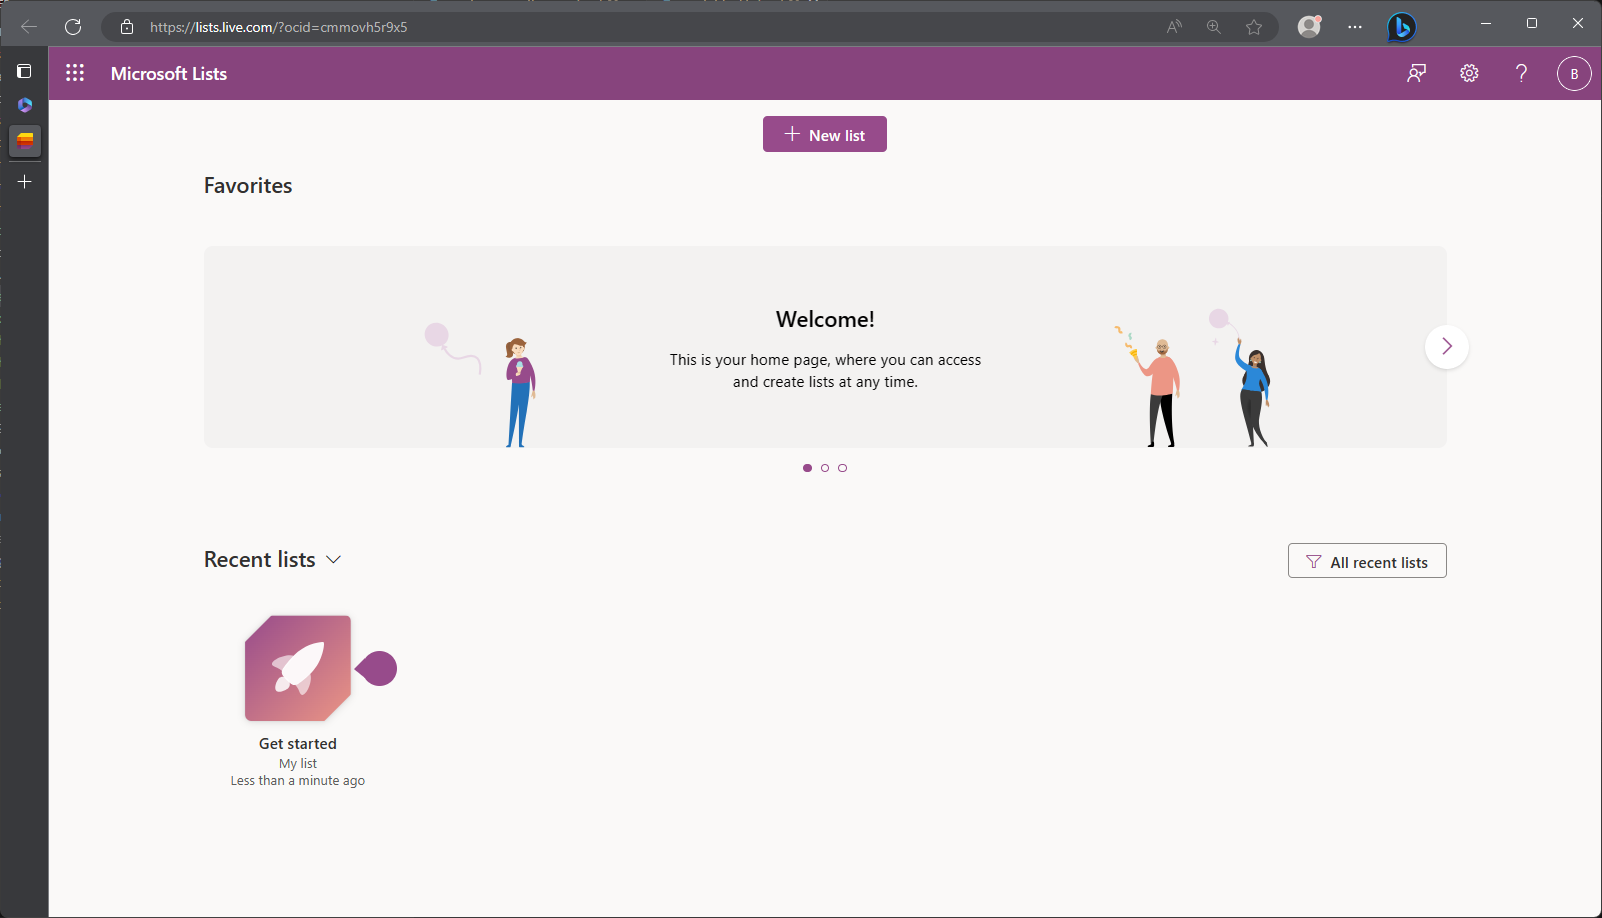 https://lists.live.com/?ocid=cmmovh5r9x5
Microsoft Lists
B
New list
Favorites
Welcome!
This is your home page, where you can access
and create lists at any time.
Recent lists
All recent lists
Get started
My list
Less than a minute ago